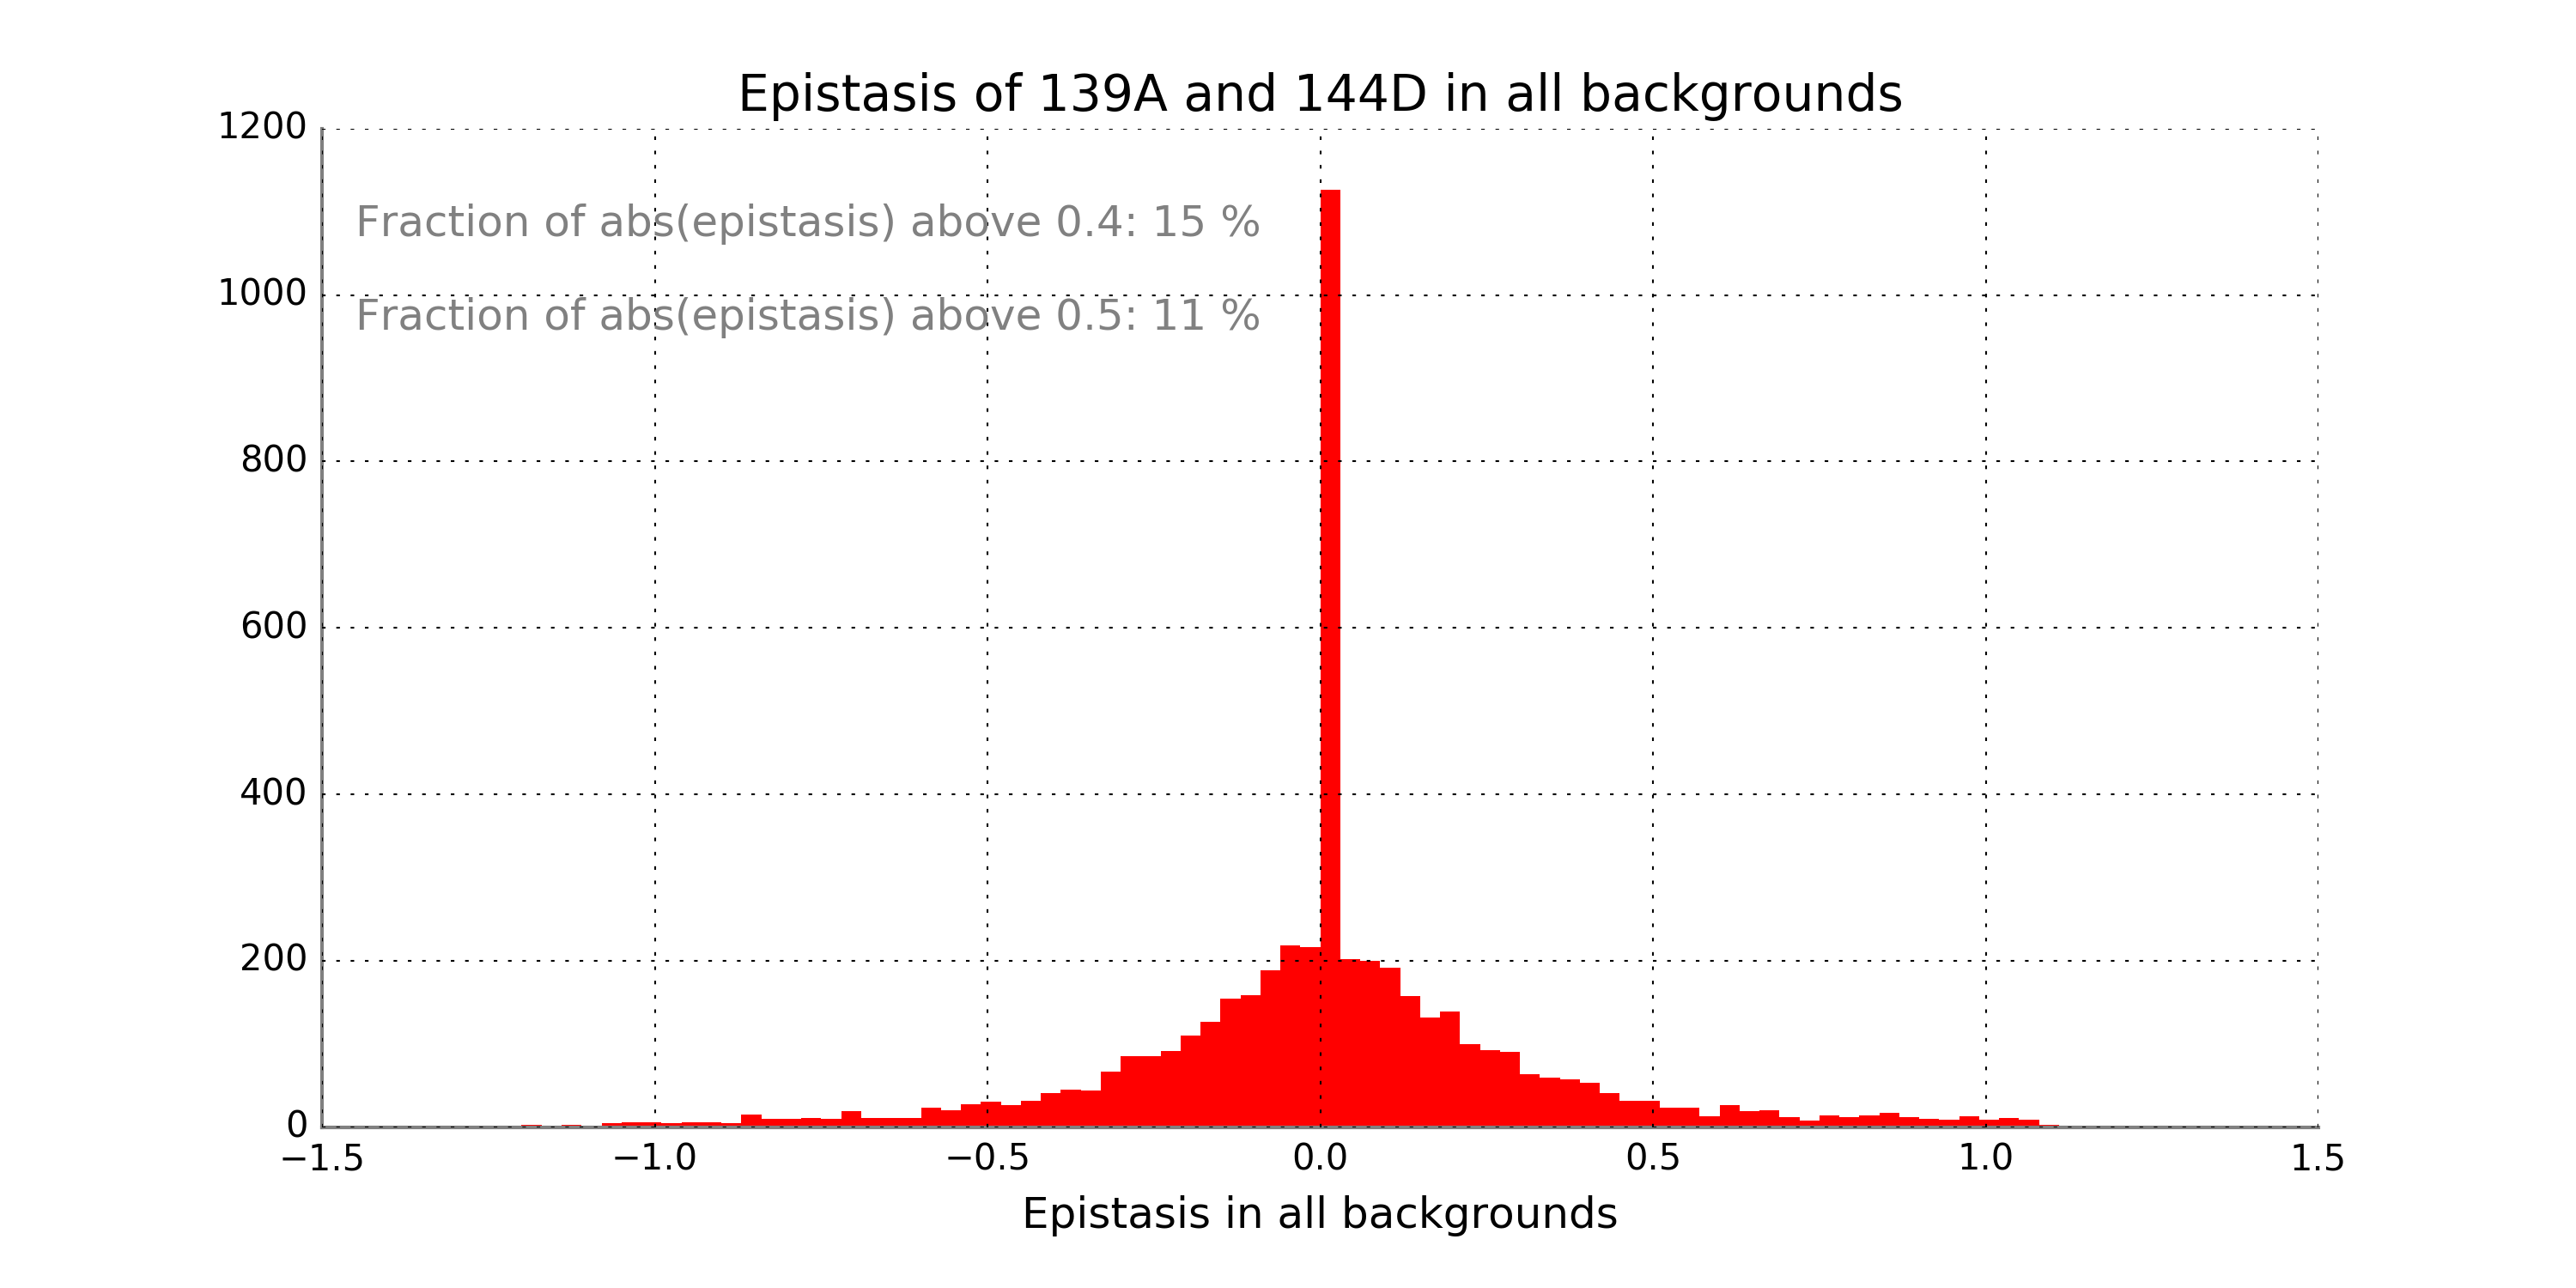 Epistasis of 139A and 144D in all backgrounds
1200
Fraction of abs(epistasis) above 0.4: 15 %
1000
Fraction of abs(epistasis) above 0.5: 11 %
800
600
400
200
0
−1.5 −1.0 −0.5 0.0 0.5 1.0 1.5
Epistasis in all backgrounds